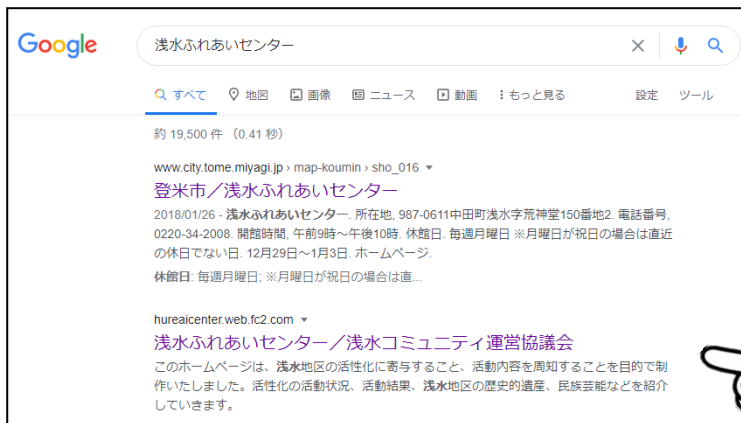 Google
浅水ふれあいセンター
すべて 地図 画像 ニュース 動画 もっと見る 設定 ツール
約 19,500 件 （0.41 秒）
www.city.tome.miyagi.jp › map-koumin › sho_016
登米市／浅水ふれあいセンター
2018/01/26 - 浅水ふれあいセンター. 所在地, 987-0611中田町浅水字荒神堂150番地2. 電話番号,
0220-34-2008. 開館時間, 午前9時～午後10時. 休館日. 毎週月曜日 ※月曜日が祝日の場合は直近
の休日でない日. 12月29日～1月3日. ホームページ.
休館日: 毎週月曜日; ※月曜日が祝日の場合は直...
hureaicenter.web.fc2.com
浅水ふれあいセンター／浅水コミュニティ運営協議会
このホームページは、浅水地区の活性化に寄与すること、活動内容を周知することを目的で制
作いたしました。活性化の活動状況、活動結果、浅水地区の歴史的遺産、民族芸能などを紹介
していきます。